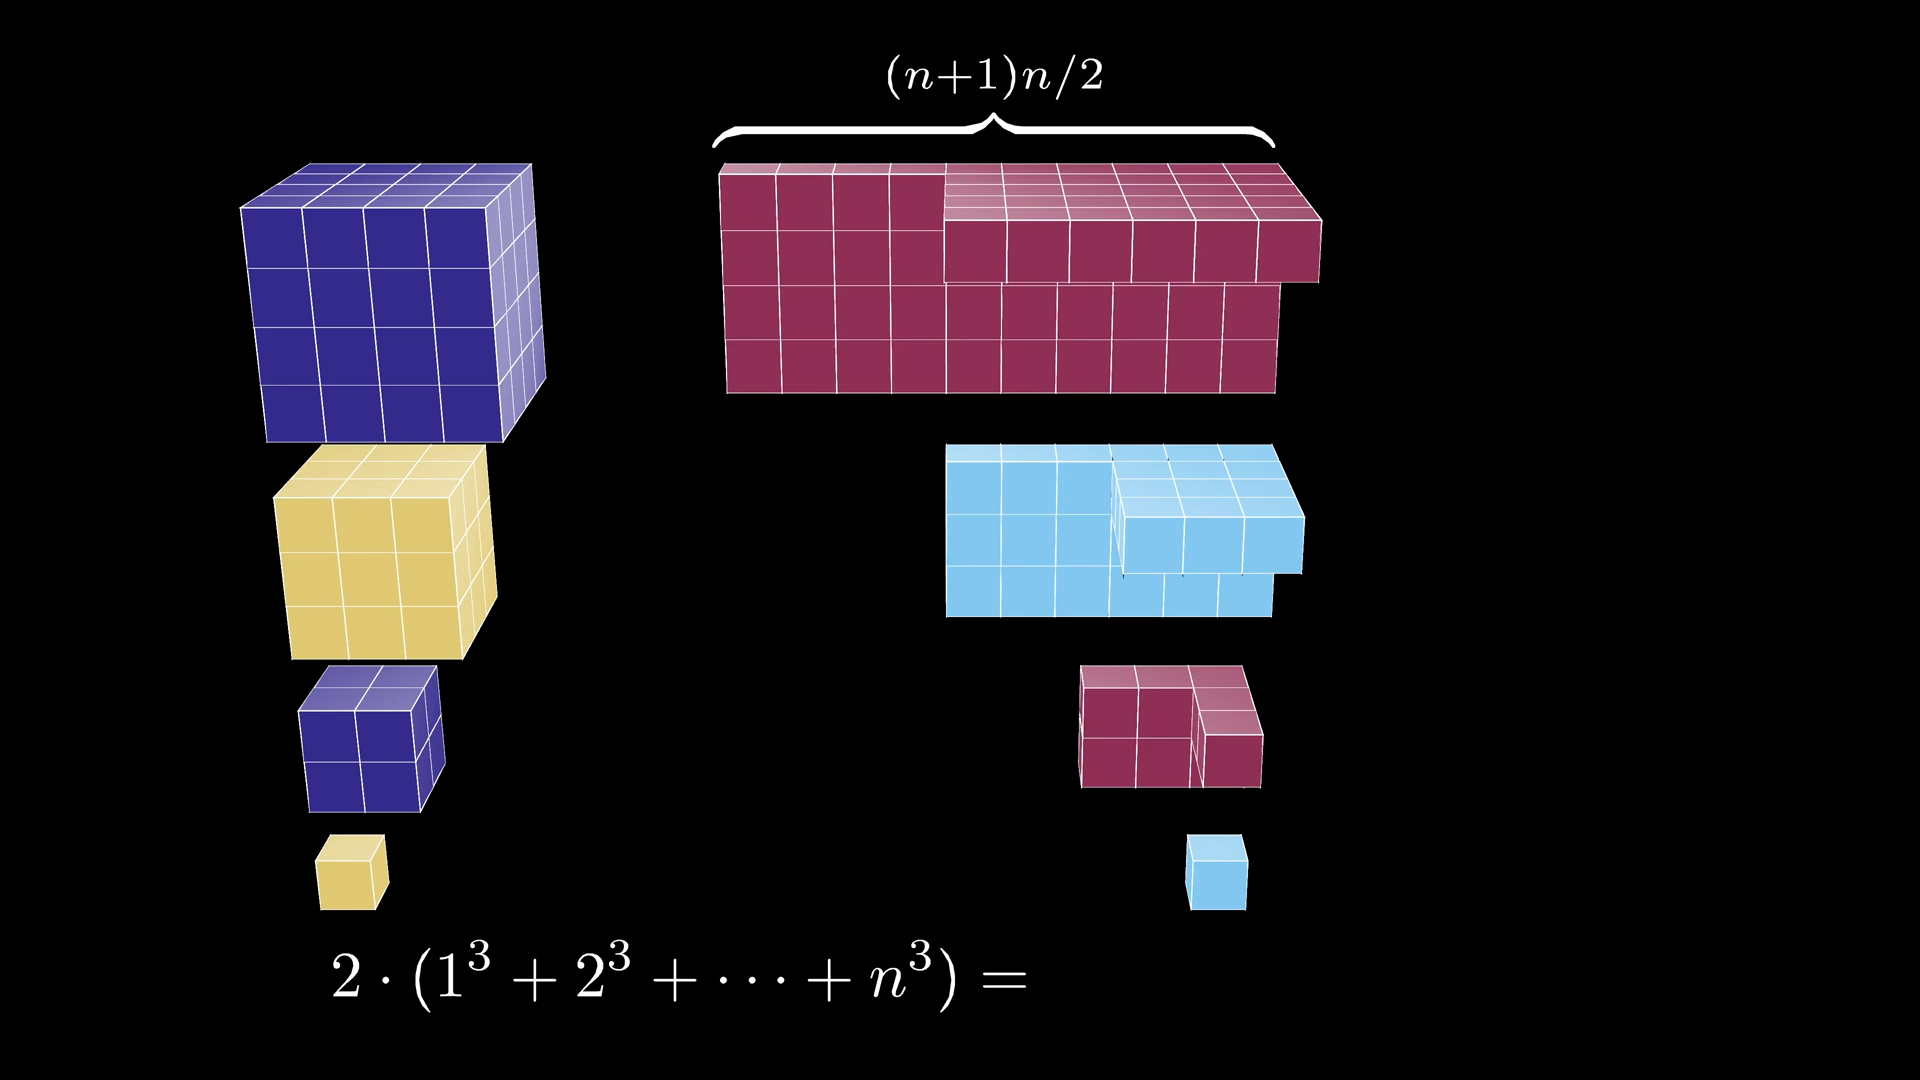 (n+1)n/2
2 · (1³ + 2³ + · · · + n³) =